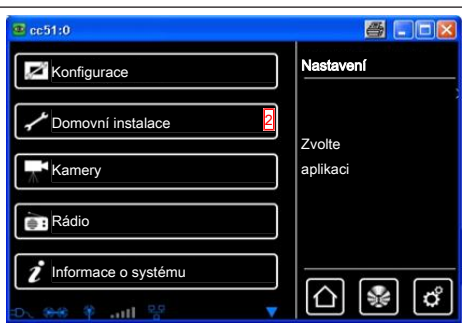 cc51:0
Konfigurace
Domovní instalace 2
Kamery
Rádio
Informace o systému
Nastavení
Zvolte
aplikaci